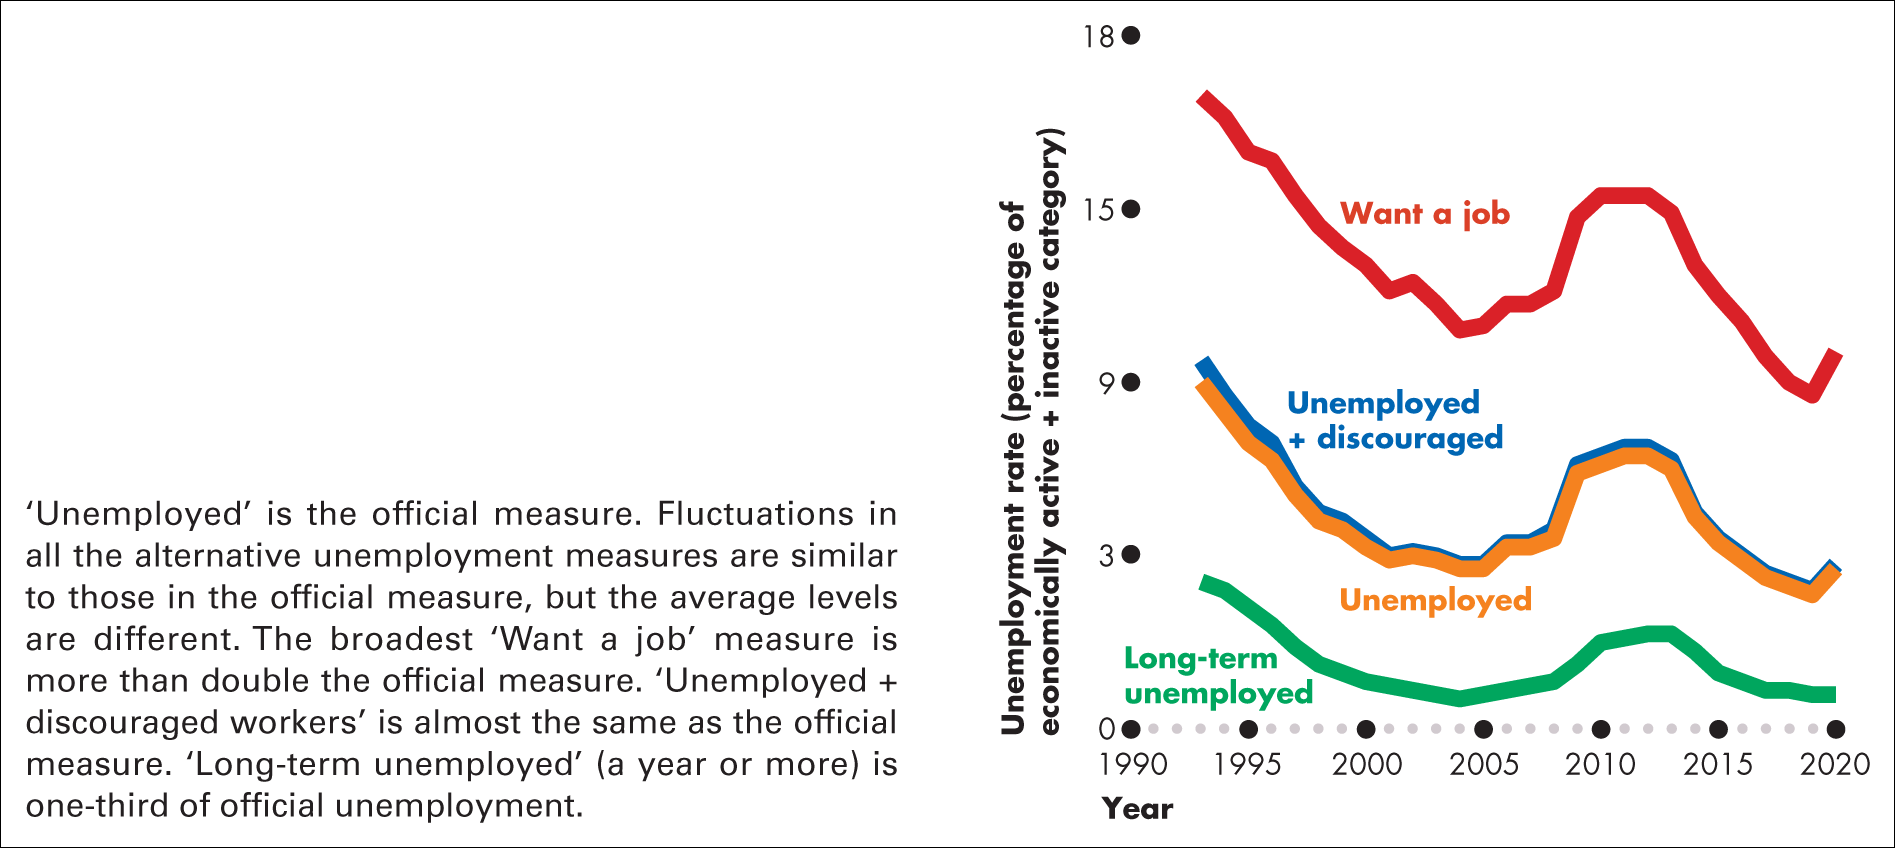 ‘Unemployed’ is the official measure. Fluctuations in
all the alternative unemployment measures are similar
to those in the official measure, but the average levels
are different. The broadest ‘Want a job’ measure is
more than double the official measure. ‘Unemployed +
discouraged workers’ is almost the same as the official
measure. ‘Long-term unemployed’ (a year or more) is
one-third of official unemployment.
Unemployment rate (percentage of
economically active + inactive category)
18
15
9
3
0
Want a job
Unemployed
+ discouraged
Unemployed
Long-term
unemployed
1990 1995 2000 2005 2010 2015 2020
Year